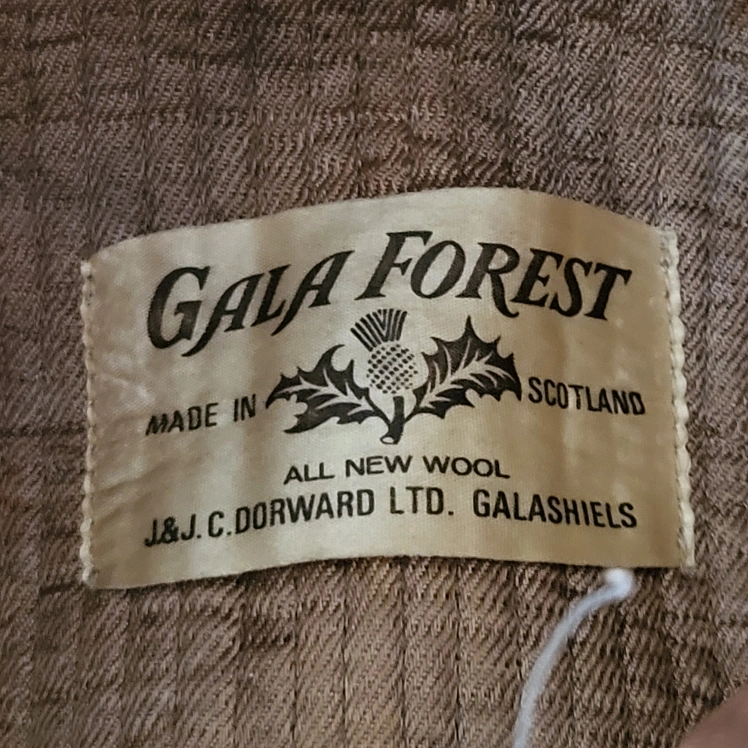 GALA FOREST
MADE IN SCOTLAND
ALL NEW WOOL
J.&J.C.DORWARD LTD. GALASHIELS